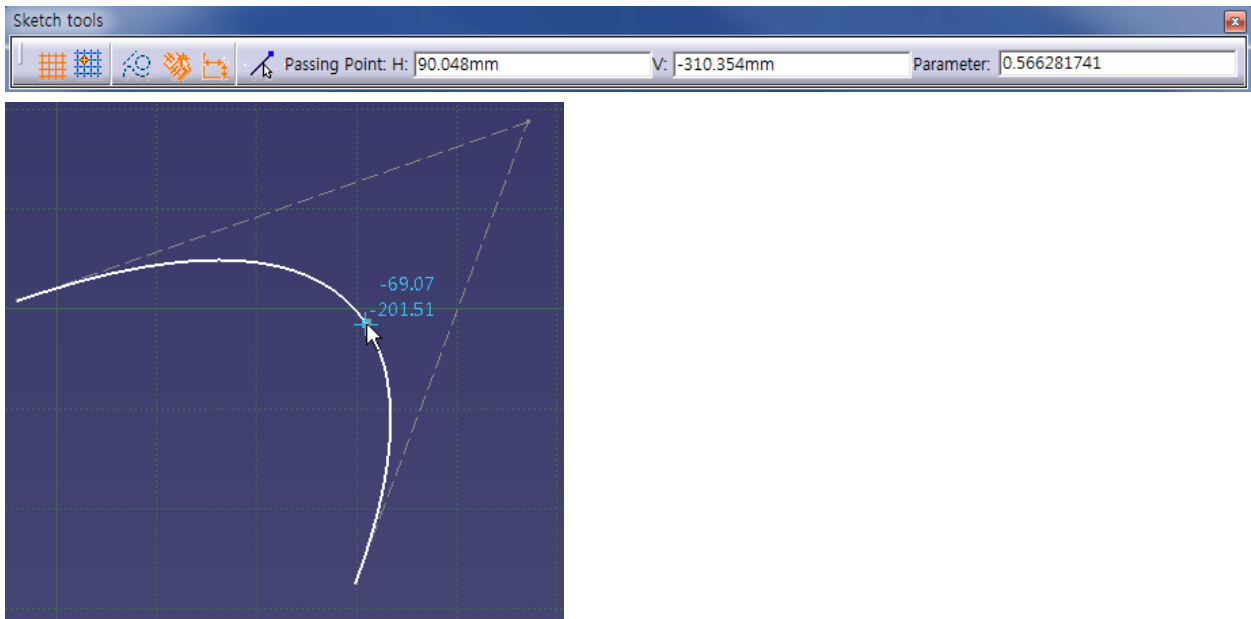 Sketch tools
Passing Point: H: 90.048mm V: -310.354mm Parameter: 0.566281741
-69.07
-201.51